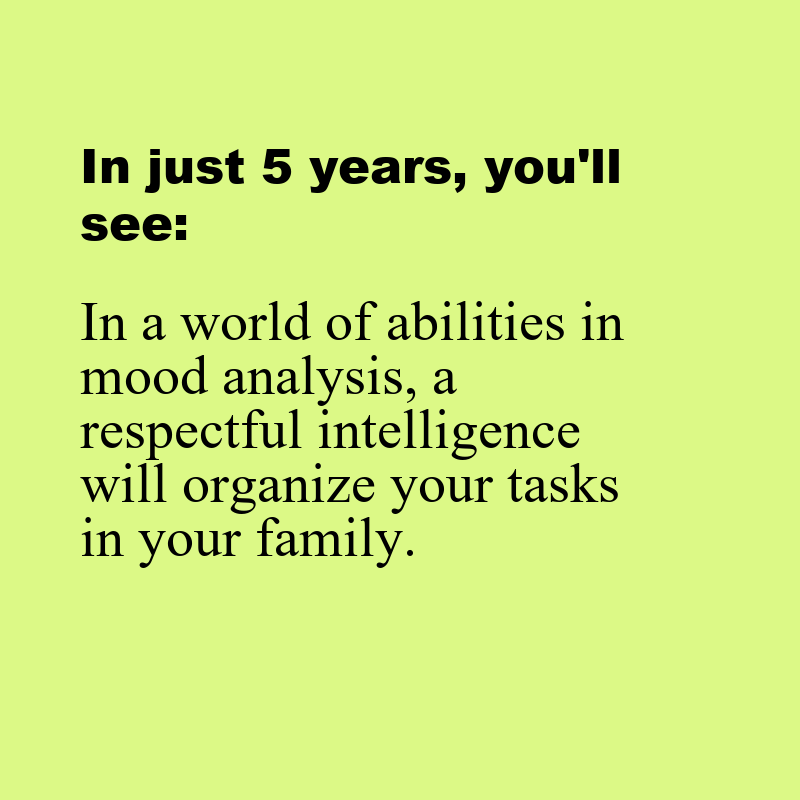 In just 5 years, you'll
see:
In a world of abilities in
mood analysis, a
respectful intelligence
will organize your tasks
in your family.